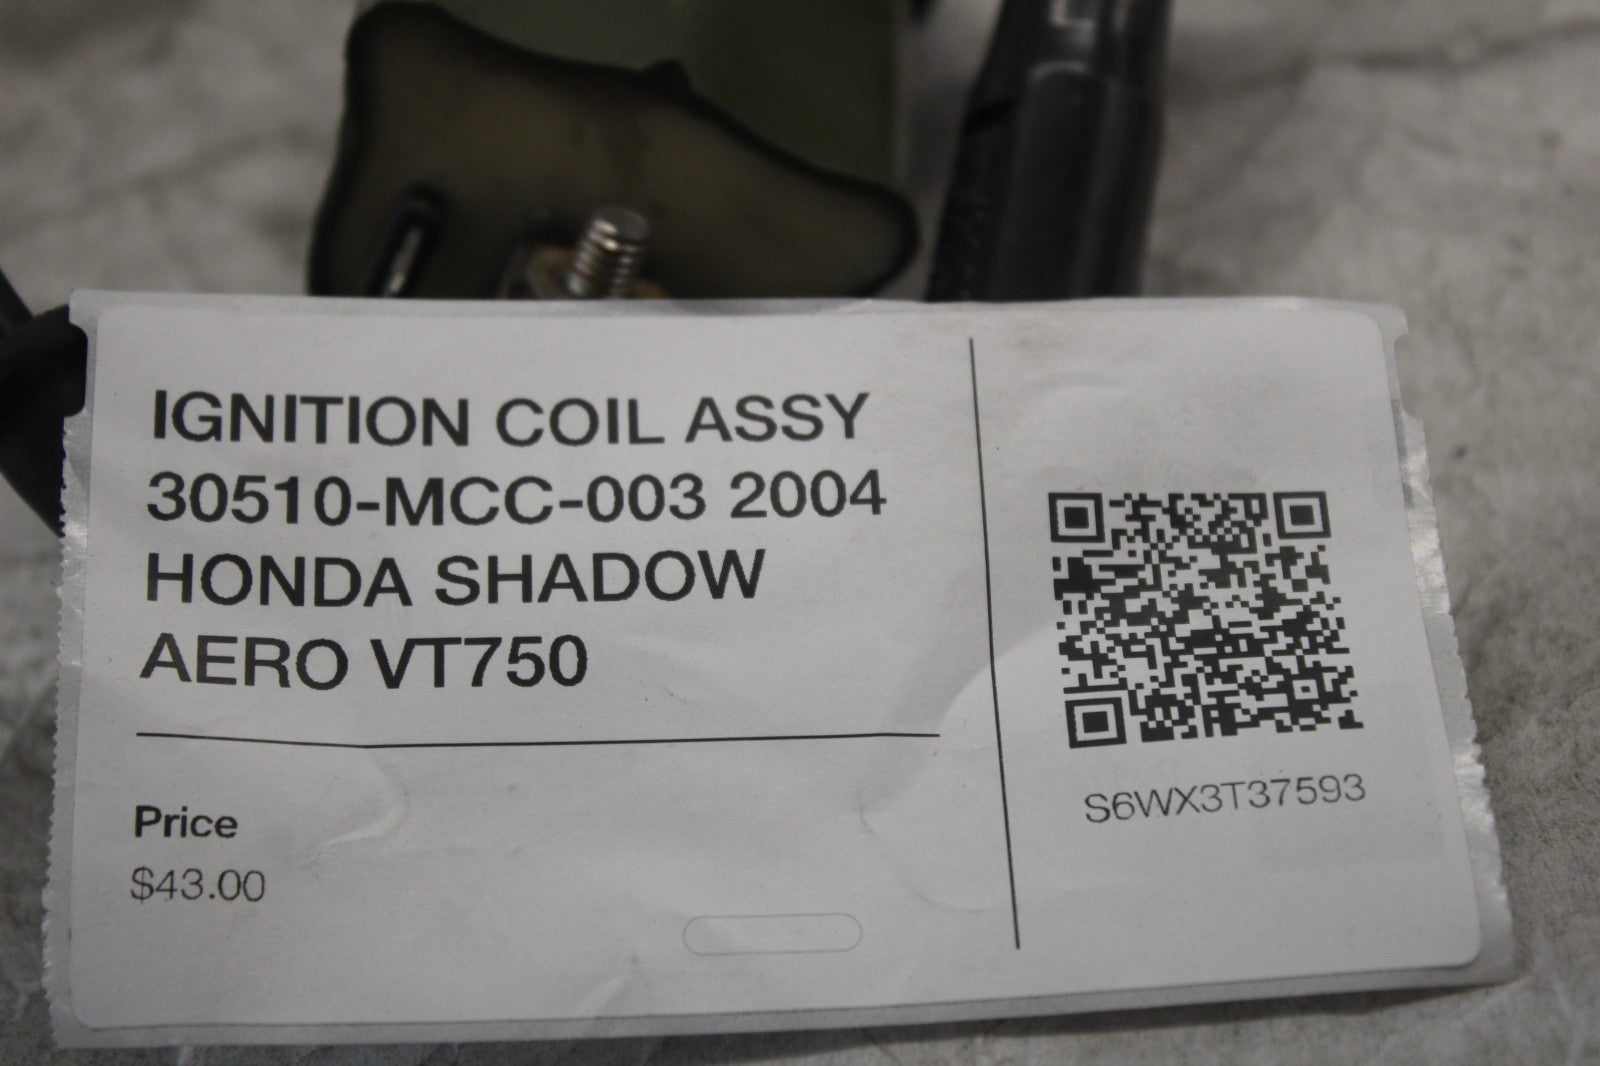 IGNITION COIL ASSY
30510-MCC-003 2004
HONDA SHADOW
AERO VT750
Price
$43.00
S6WX3T37593